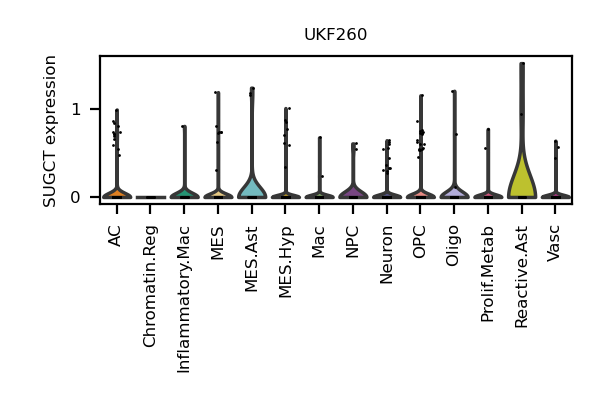 UKF260
SUGCT expression
1
0
AC
Chromatin.Reg
Inflammatory.Mac
MES
MES.Ast
MES.Hyp
Mac
NPC
Neuron
OPC
Oligo
Prolif.Metab
Reactive.Ast
Vasc